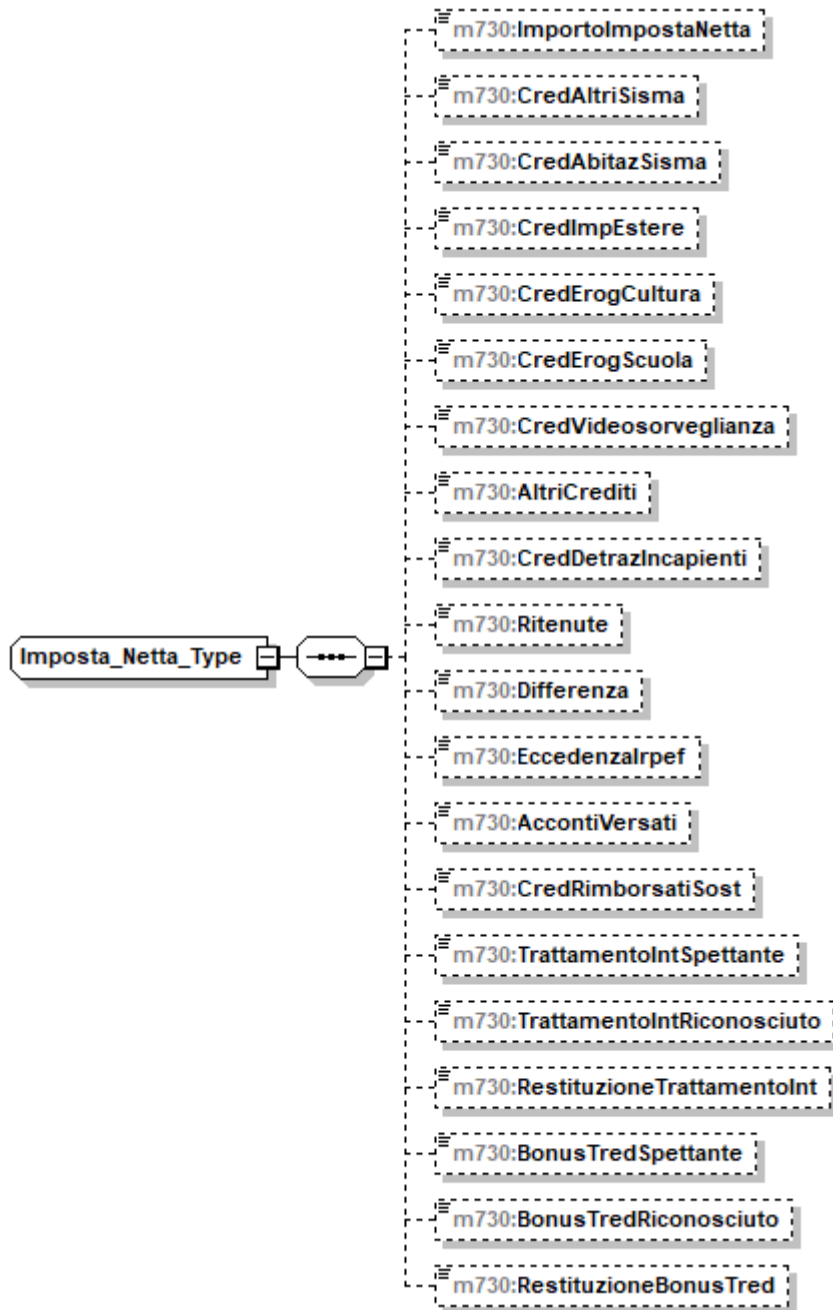 m730:ImportoImpostaNetta
m730:CredAltriSisma
m730:CredAbitazSisma
m730:CredImpEstere
m730:CredErogCultura
m730:CredErogScuola
m730:CredVideosorveglianza
m730:AltriCrediti
m730:CredDetrazIncapienti
Imposta_Netta_Type
m730:Ritenute
m730:Differenza
m730:EccedenzaIrpef
m730:AccontiVersati
m730:CredRimborsatiSost
m730:TrattamentoIntSpettante
m730:TrattamentoIntRiconosciuto
m730:RestituzioneTrattamentoInt
m730:BonusTredSpettante
m730:BonusTredRiconosciuto
m730:RestituzioneBonusTred